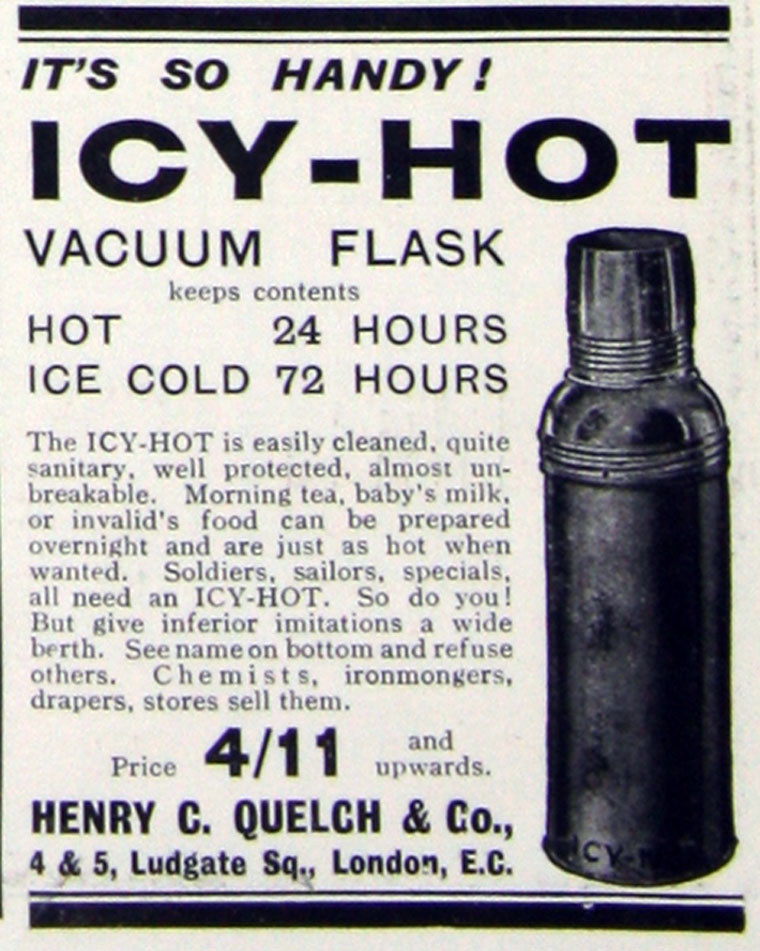 IT'S SO HANDY!
ICY-HOT
VACUUM FLASK
keeps contents
HOT 24 HOURS
ICE COLD 72 HOURS
The ICY-HOT is easily cleaned, quite
sanitary, well protected, almost un-
breakable. Morning tea, baby's milk,
or invalid's food can be prepared
overnight and are just as hot when
wanted. Soldiers, sailors, specials,
all need an ICY-HOT. So do you!
But give inferior imitations a wide
berth. See name on bottom and refuse
others. Chemists, ironmongers,
drapers, stores sell them.
Price 4/11 and upwards.
HENRY C. QUELCH & Co.,
4 & 5, Ludgate Sq., London, E.C.